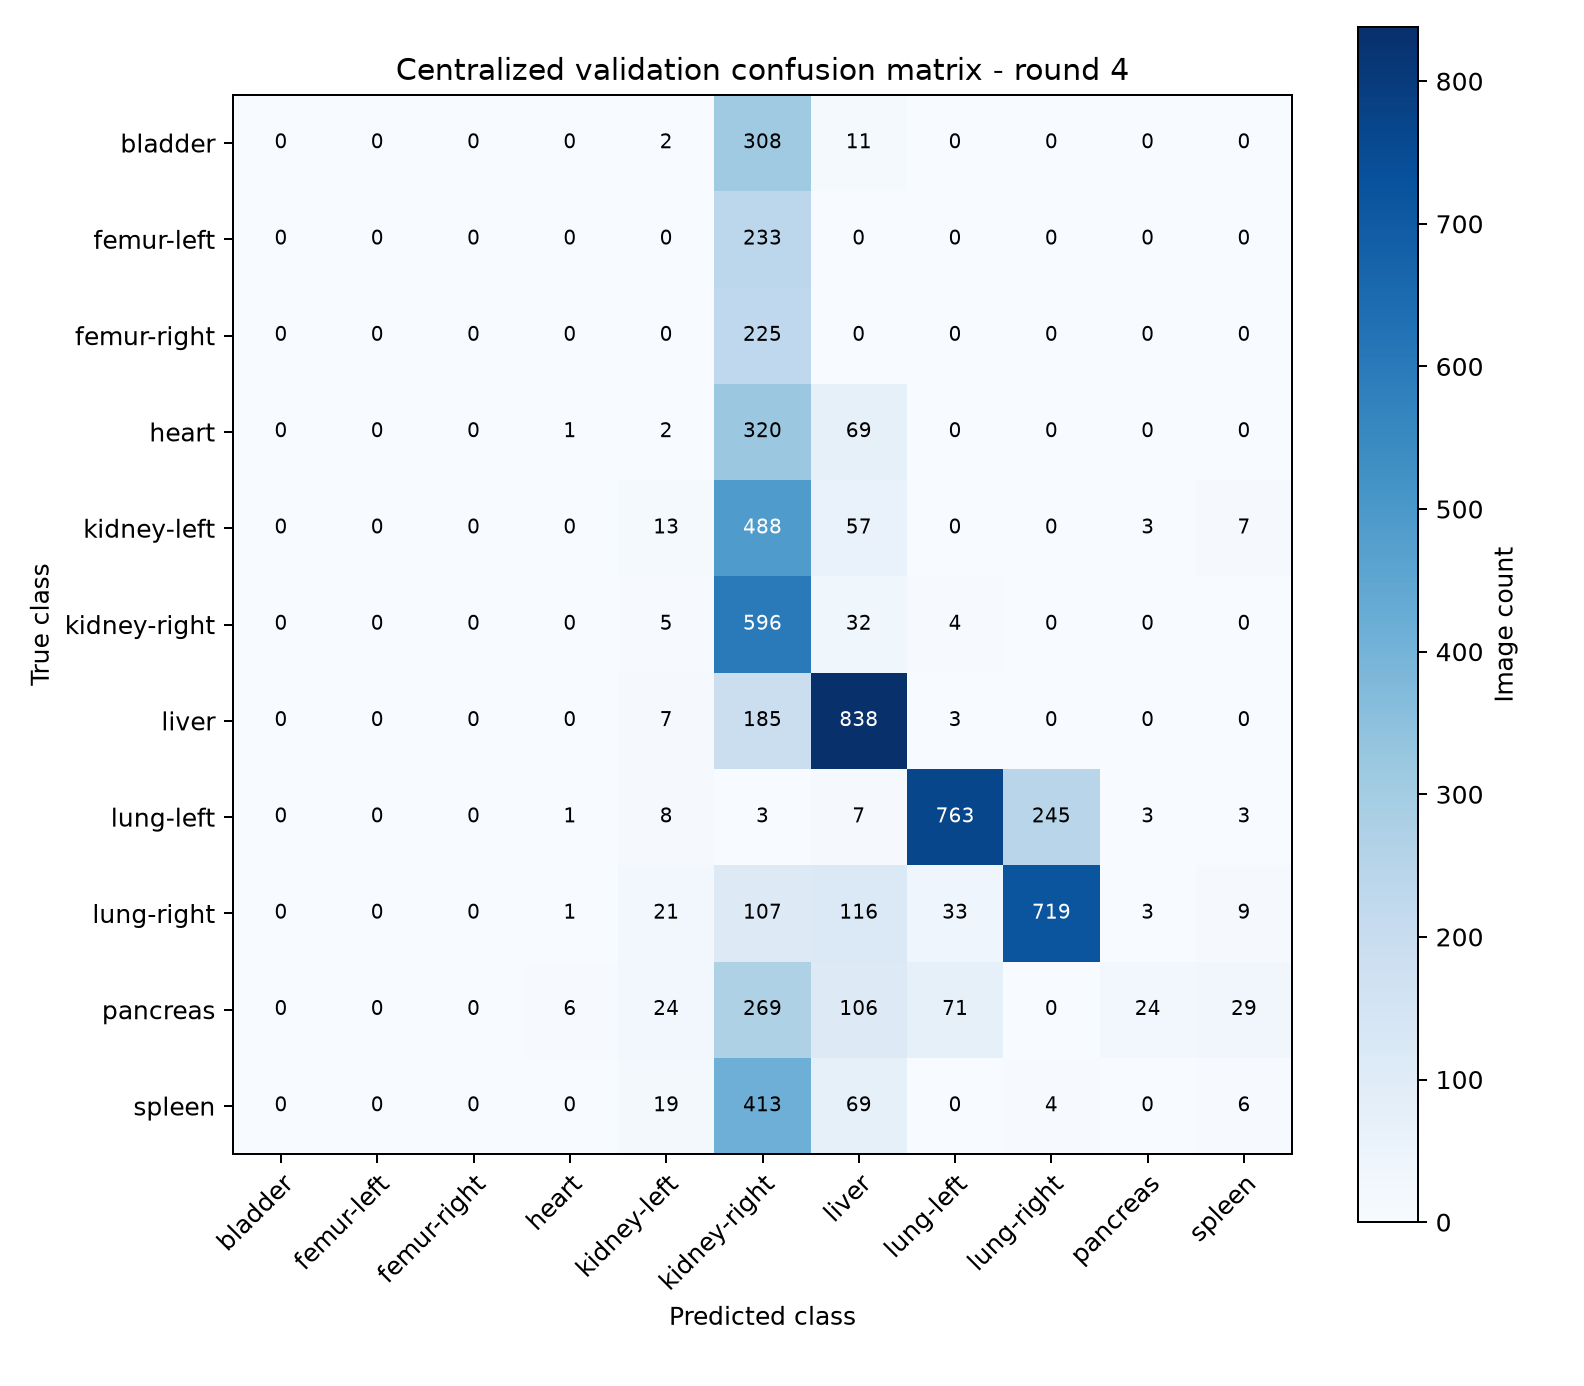 Centralized validation confusion matrix - round 4
bladder 0 0 0 0 2 308 11 0 0 0 0
femur-left 0 0 0 0 0 233 0 0 0 0 0
femur-right 0 0 0 0 0 225 0 0 0 0 0
heart 0 0 0 1 2 320 69 0 0 0 0
kidney-left 0 0 0 0 13 488 57 0 0 3 7
kidney-right 0 0 0 0 5 596 32 4 0 0 0
liver 0 0 0 0 7 185 838 3 0 0 0
lung-left 0 0 0 1 8 3 7 763 245 3 3
lung-right 0 0 0 1 21 107 116 33 719 3 9
pancreas 0 0 0 6 24 269 106 71 0 24 29
spleen 0 0 0 0 19 413 69 0 4 0 6
bladder femur-left femur-right heart kidney-left kidney-right liver lung-left lung-right pancreas spleen
Predicted class
True class
800
700
600
500
400
300
200
100
0
Image count